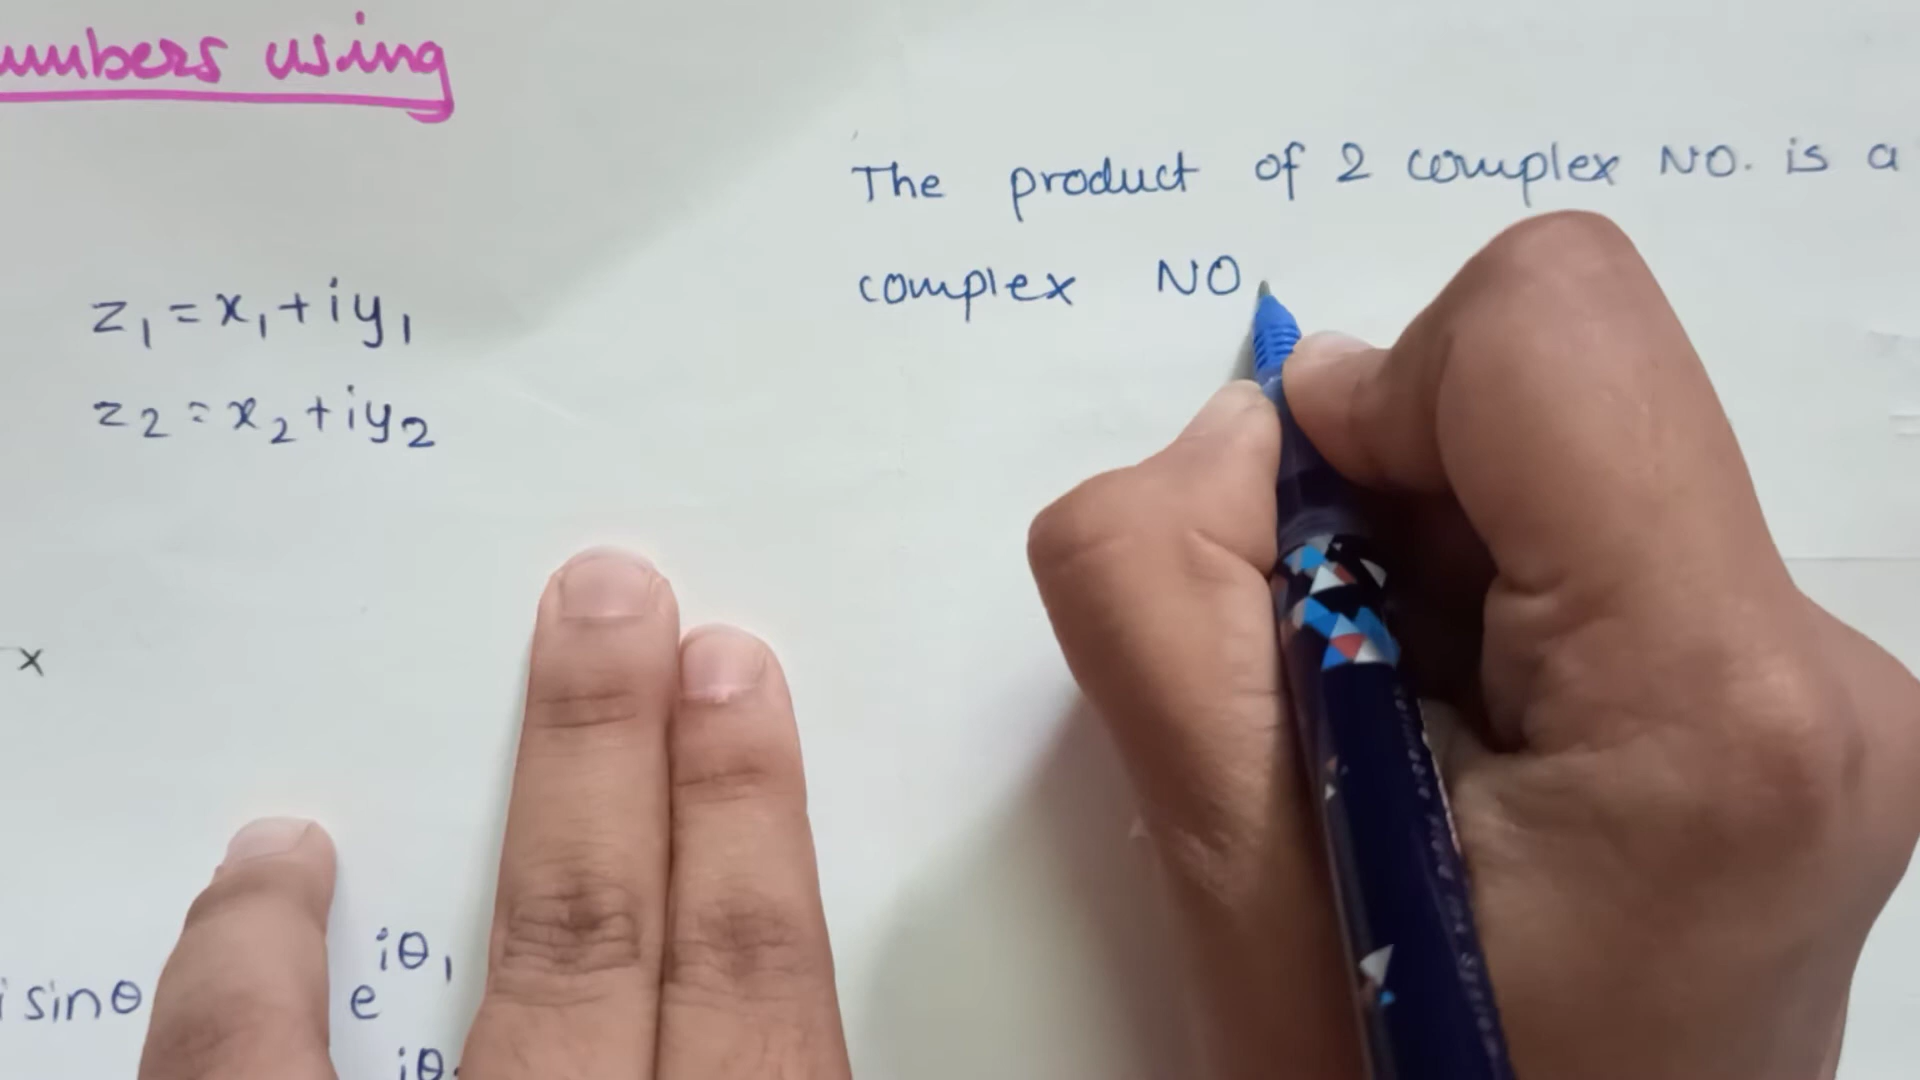 umbers using
The product of 2 complex NO. is a
complex NO.
z₁ = x₁ + iy₁
z₂ = x₂ + iy₂
x
i sinθ
e^{iθ₁}
iθ